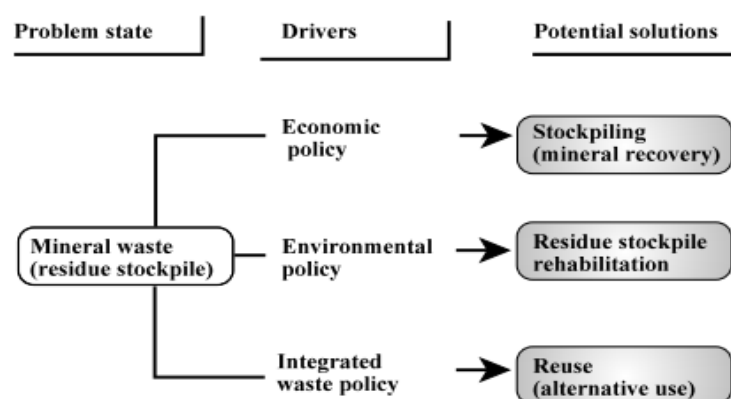 Problem state
Drivers
Potential solutions
Economic
policy
Stockpiling
(mineral recovery)
Mineral waste
(residue stockpile)
Environmental
policy
Residue stockpile
rehabilitation
Integrated
waste policy
Reuse
(alternative use)